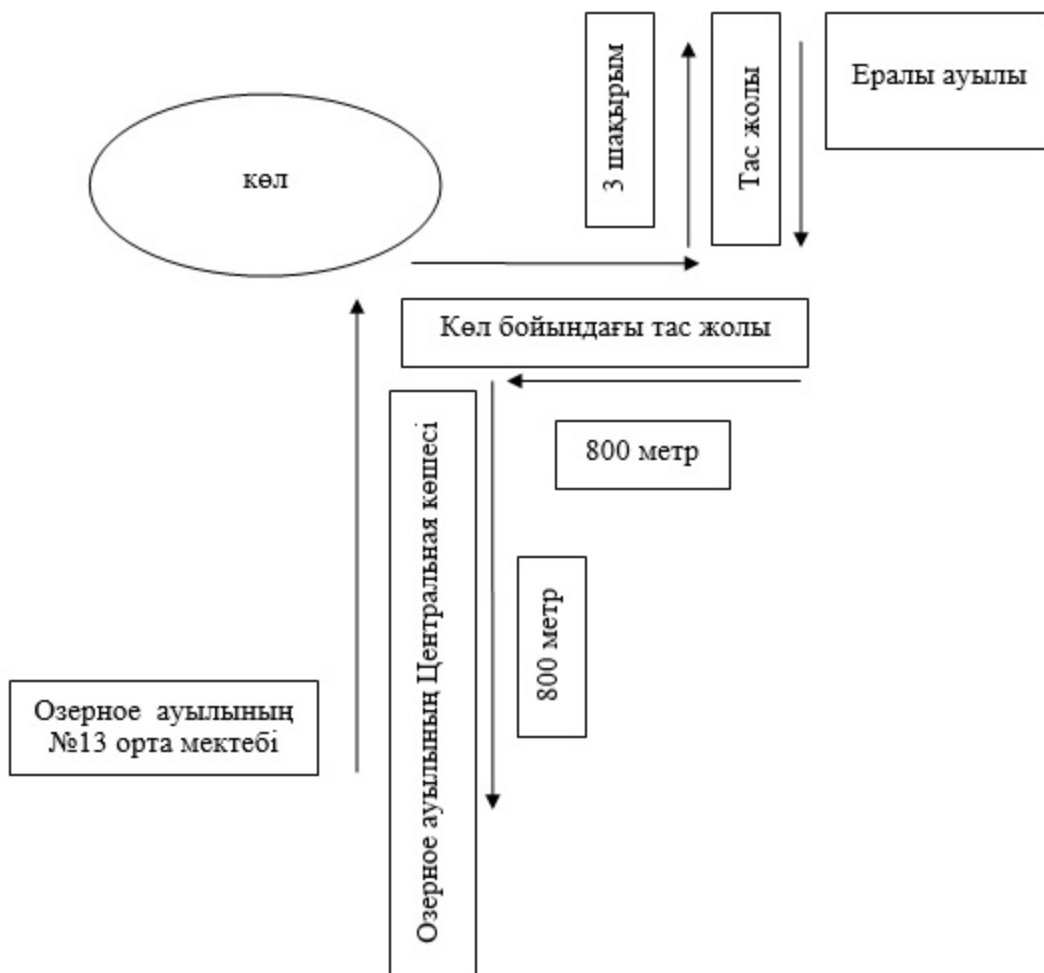 3 шақырым
Тас жолы
Ералы ауылы
көл
Көл бойындағы тас жолы
Озерное ауылының Центральная көшесі
800 метр
800 метр
Озерное ауылының
№13 орта мектебі